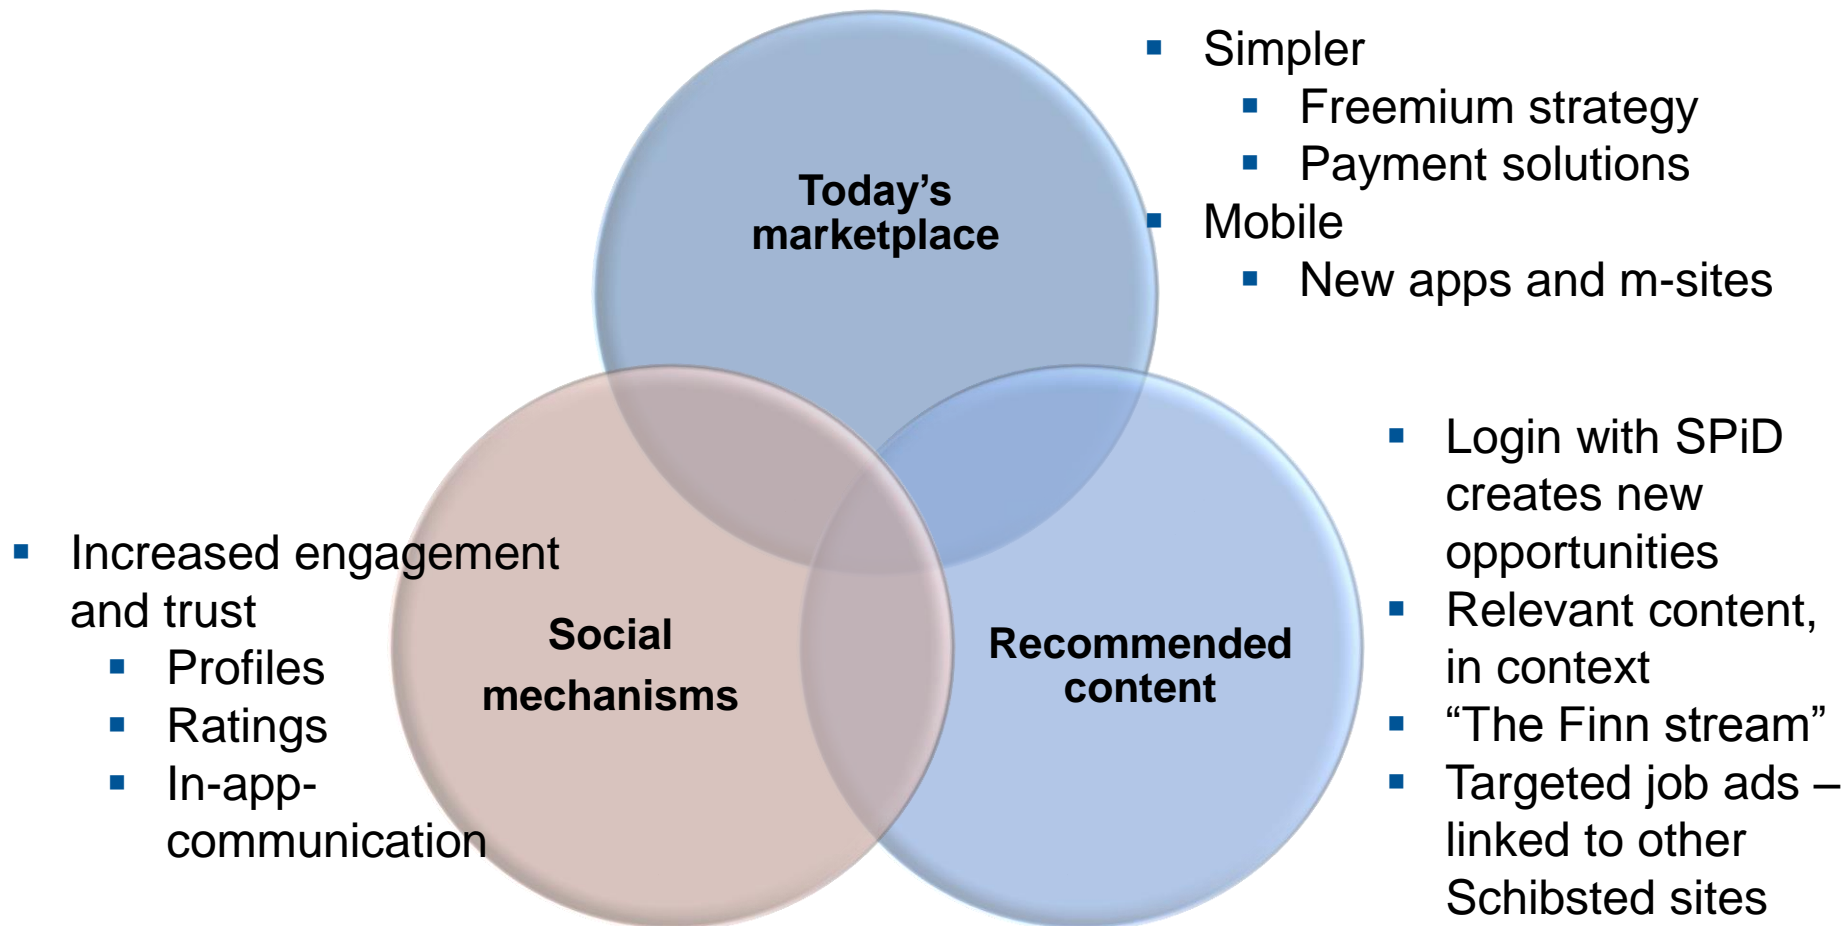 Today’s
marketplace
▪ Simpler
▪ Freemium strategy
▪ Payment solutions
▪ Mobile
▪ New apps and m-sites
▪ Increased engagement
and trust
▪ Profiles
▪ Ratings
▪ In-app-
communication
Social
mechanisms
Recommended
content
▪ Login with SPiD
creates new
opportunities
▪ Relevant content,
in context
▪ “The Finn stream”
▪ Targeted job ads –
linked to other
Schibsted sites